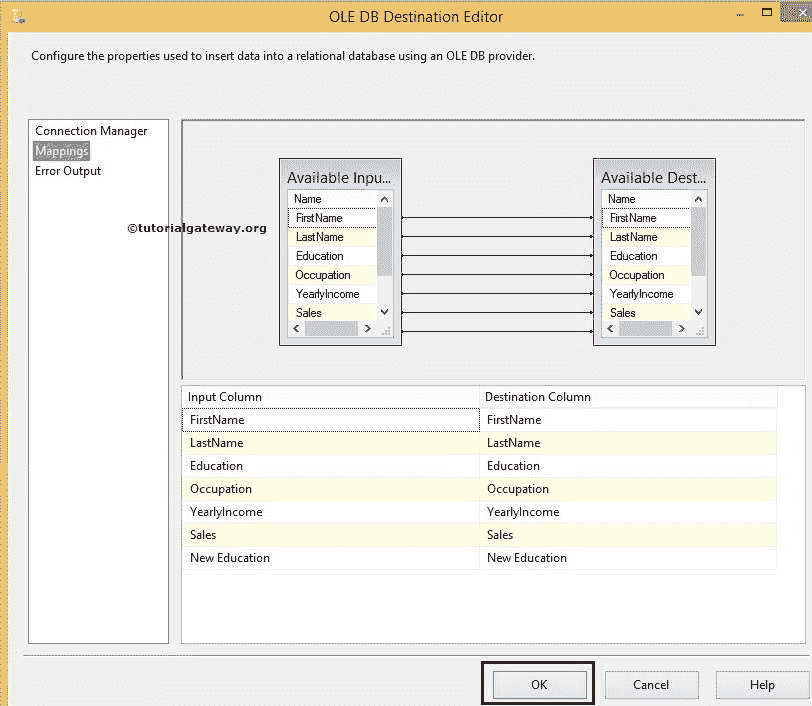 OLE DB Destination Editor
Configure the properties used to insert data into a relational database using an OLE DB provider.
Connection Manager
Mappings
Error Output
©tutorialgateway.org
Available Inpu...
Name
FirstName
LastName
Education
Occupation
YearlyIncome
Sales
Available Dest...
Name
FirstName
LastName
Education
Occupation
YearlyIncome
Sales
Input Column Destination Column
FirstName FirstName
LastName LastName
Education Education
Occupation Occupation
YearlyIncome YearlyIncome
Sales Sales
New Education New Education
OK Cancel Help